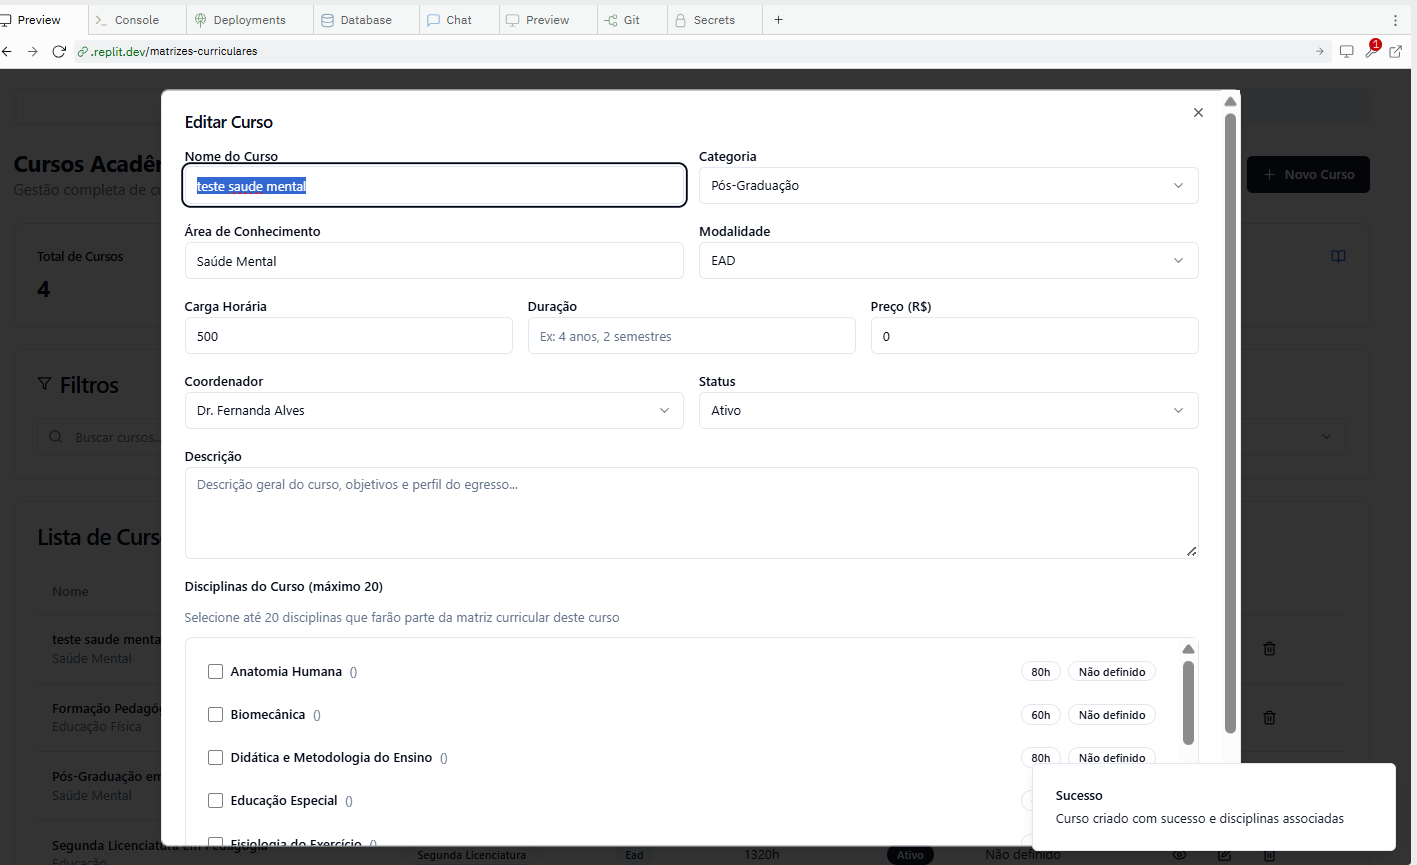 Preview Console Deployments Database Chat Preview Git Secrets
.replit.dev/matrizes-curriculares 1
Editar Curso
Nome do Curso Categoria
teste saude mental Pós-Graduação
Área de Conhecimento Modalidade
Saúde Mental EAD
Carga Horária Duração Preço (R$)
500 Ex: 4 anos, 2 semestres 0
Coordenador Status
Dr. Fernanda Alves Ativo
Descrição
Descrição geral do curso, objetivos e perfil do egresso...
Disciplinas do Curso (máximo 20)
Selecione até 20 disciplinas que farão parte da matriz curricular deste curso
Anatomia Humana () 80h Não definido
Biomecânica () 60h Não definido
Didática e Metodologia do Ensino () 80h Não definido
Educação Especial ()
Fisiologia do Exercício ()
Sucesso
Curso criado com sucesso e disciplinas associadas
Cursos Acadêm
Gestão completa de cu
Novo Curso
Total de Cursos
4
Filtros
Buscar cursos...
Lista de Curso
Nome
teste saude menta
Saúde Mental
Formação Pedagóg
Educação Física
Pós-Graduação em
Saúde Mental
Segunda Licenciatura em Pedagogia
Educação
Segunda Licenciatura Ead 1320h Ativo Não definido